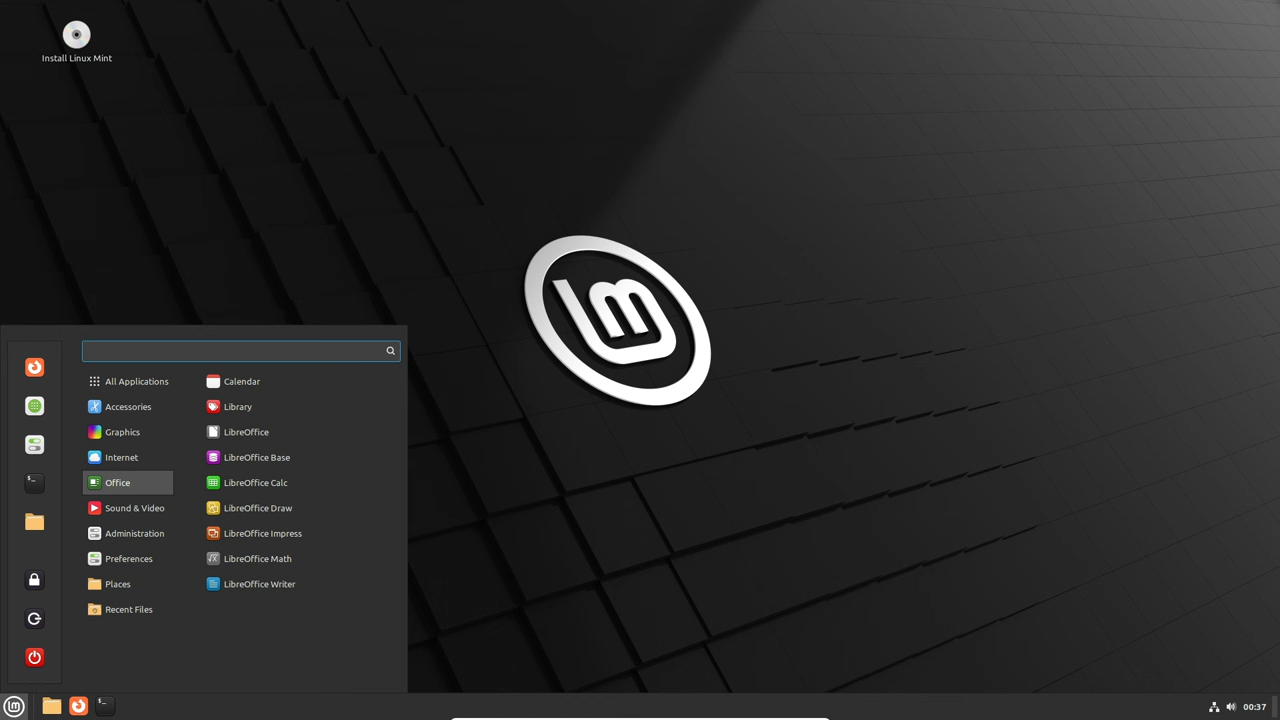 Install Linux Mint
lm
All Applications
Accessories
Graphics
Internet
Office
Sound & Video
Administration
Preferences
Places
Recent Files
Calendar
Library
LibreOffice
LibreOffice Base
LibreOffice Calc
LibreOffice Draw
LibreOffice Impress
LibreOffice Math
LibreOffice Writer
00:37